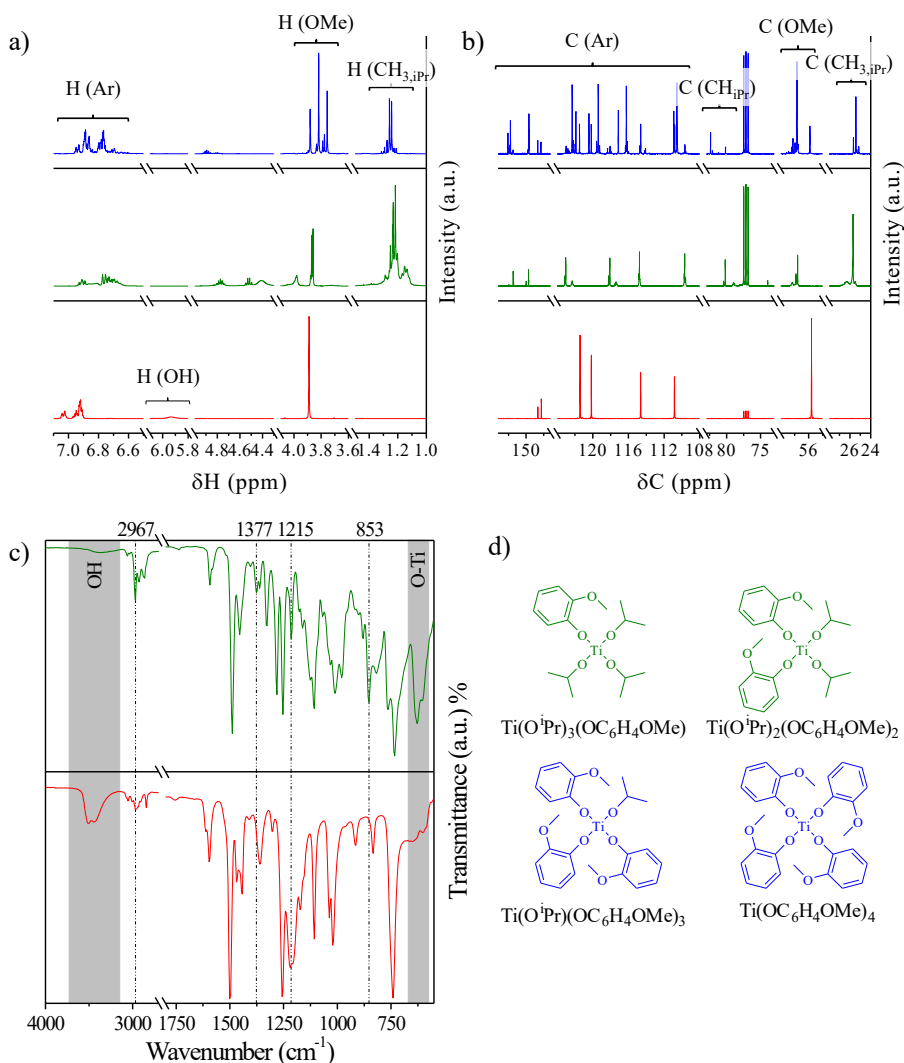 a)
H (OMe)
H (CH3,iPr)
H (Ar)
H (OH)
7.0 6.8 6.6 6.0 5.8 4.8 4.6 4.4 4.0 3.8 3.6 1.4 1.2 1.0
δH (ppm)
Intensity (a.u.)
b)
C (OMe)
C (Ar)
C (CH3,iPr)
C (CHiPr)
150 120 116 112 108 80 75 60 56 26 24
δC (ppm)
Intensity (a.u.)
c)
2967 1377 1215 853
OH
O-Ti
4000 3000 1750 1500 1250 1000 750
Wavenumber (cm-1)
Transmittance (a.u.) %
d)
Ti(OiPr)3(OC6H4OMe)
Ti(OiPr)2(OC6H4OMe)2
Ti(OiPr)(OC6H4OMe)3
Ti(OC6H4OMe)4